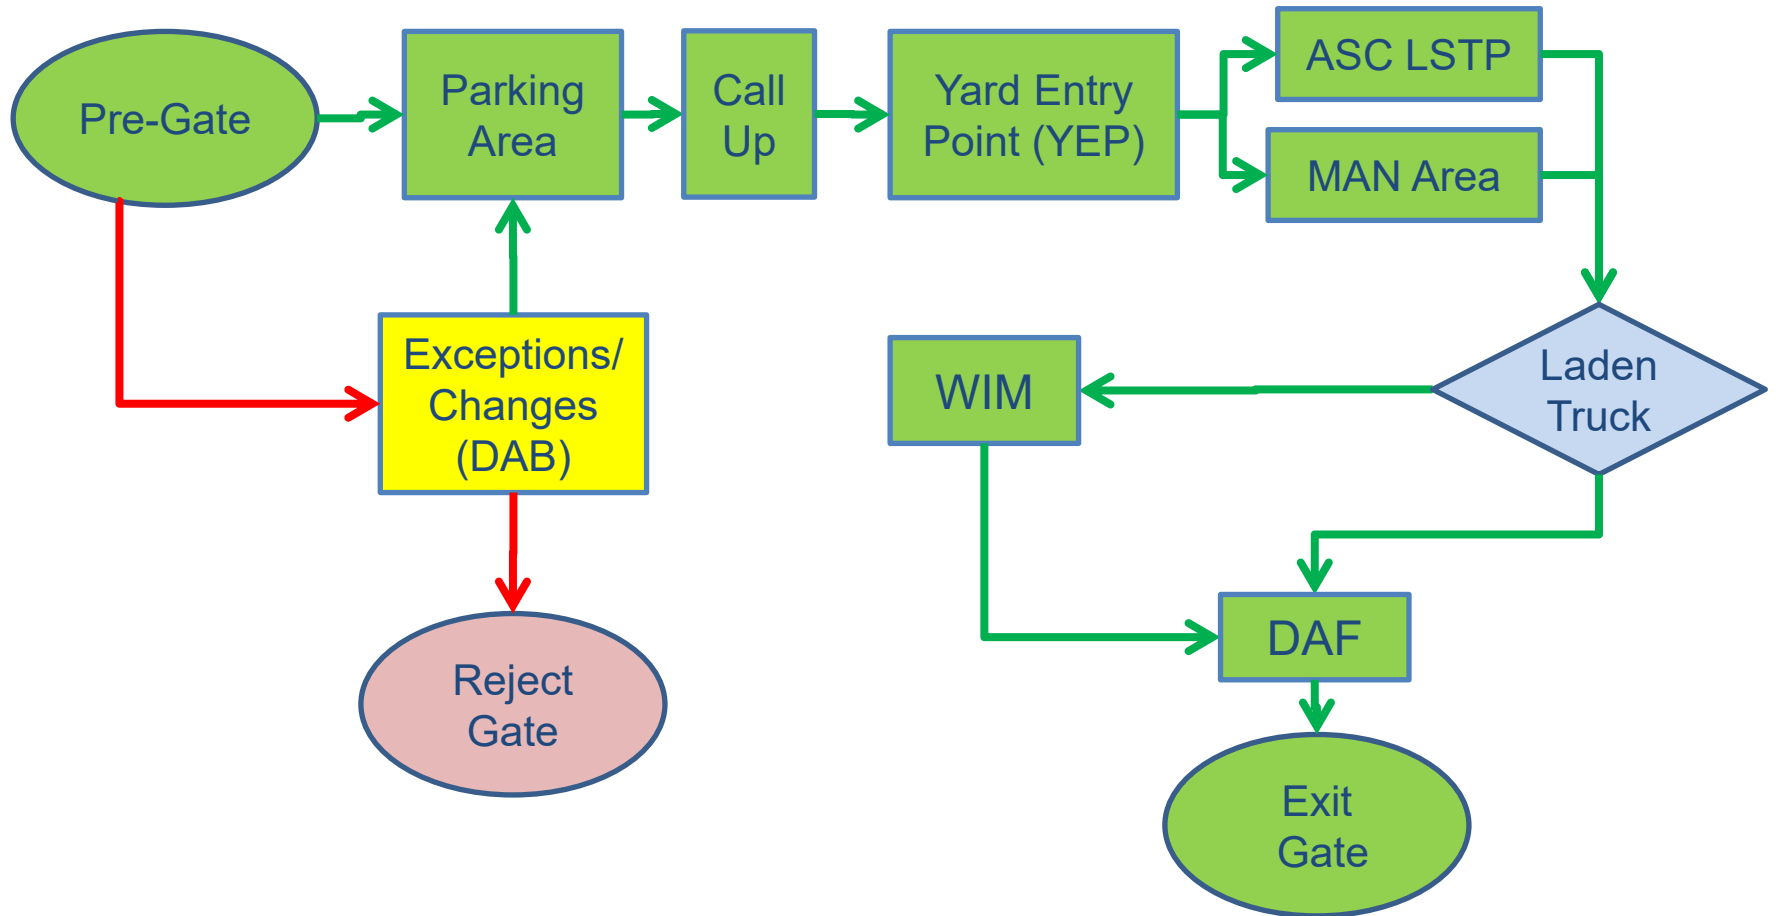 Pre-Gate
Parking
Area
Call
Up
Yard Entry
Point (YEP)
ASC LSTP
MAN Area
Exceptions/
Changes
(DAB)
Reject
Gate
Laden
Truck
WIM
DAF
Exit
Gate